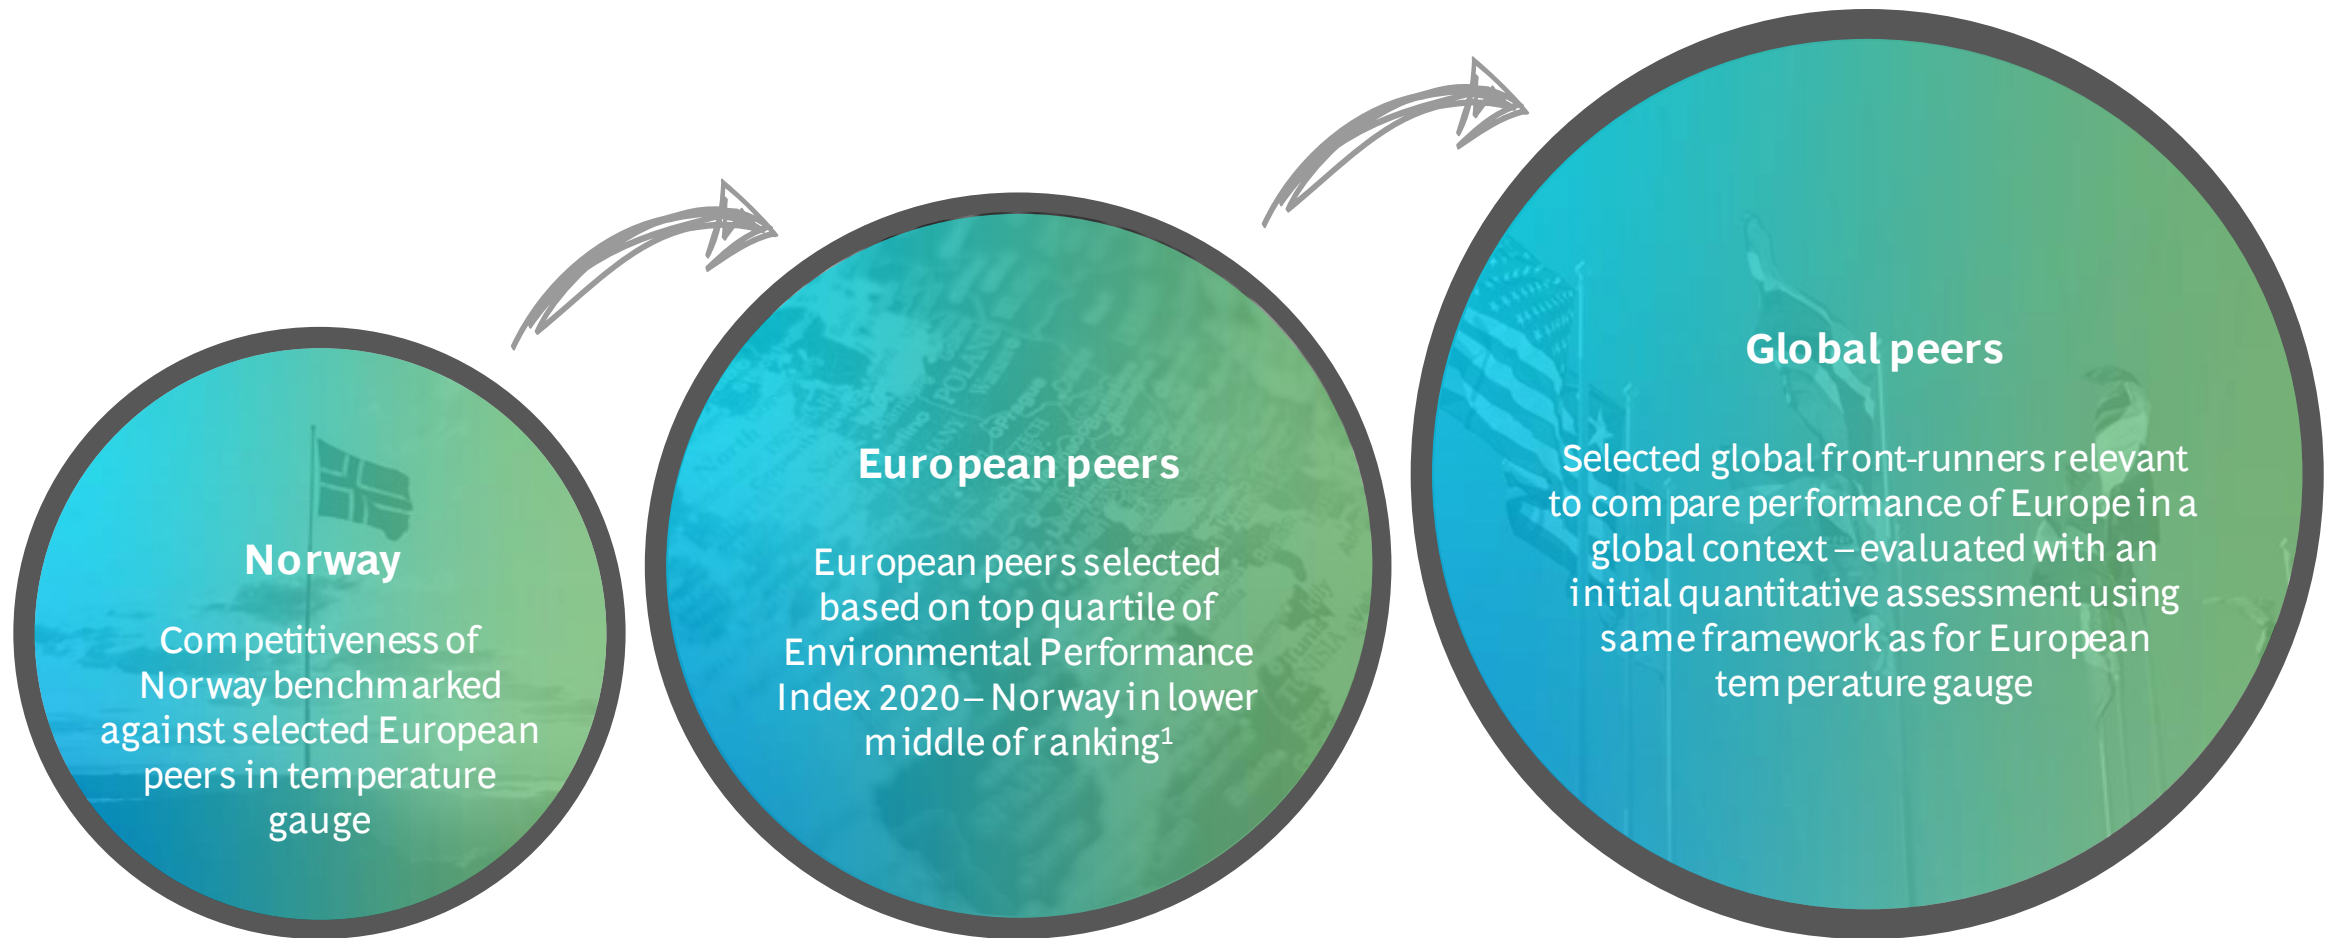 Norway
Competitiveness of
Norway benchmarked
against selected European
peers in temperature
gauge
European peers
European peers selected
based on top quartile of
Environmental Performance
Index 2020 – Norway in lower
middle of ranking¹
Global peers
Selected global front-runners relevant
to compare performance of Europe in a
global context – evaluated with an
initial quantitative assessment using
same framework as for European
temperature gauge
POLAND
Prague